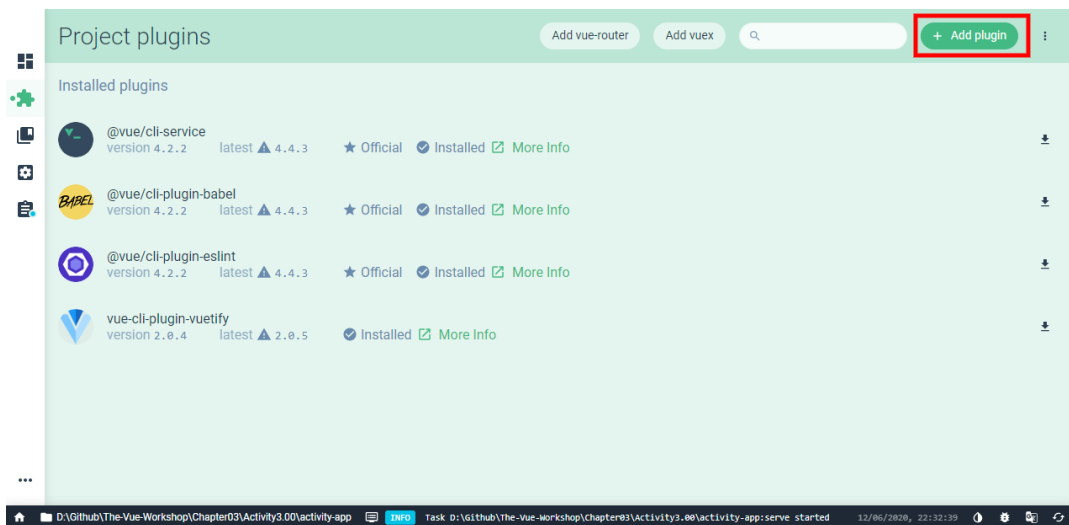 Project plugins
Add vue-router
Add vuex
+ Add plugin
Installed plugins
V_
@vue/cli-service
version 4.2.2 latest 4.4.3 Official Installed More Info
BABEL
@vue/cli-plugin-babel
version 4.2.2 latest 4.4.3 Official Installed More Info
@vue/cli-plugin-eslint
version 4.2.2 latest 4.4.3 Official Installed More Info
vue-cli-plugin-vuetify
version 2.0.4 latest 2.0.5 Installed More Info
D:\Github\The-Vue-Workshop\Chapter03\Activity3.00\activity-app INFO Task D:\Github\The-Vue-Workshop\Chapter03\Activity3.00\activity-app:serve started 12/06/2020, 22:32:39